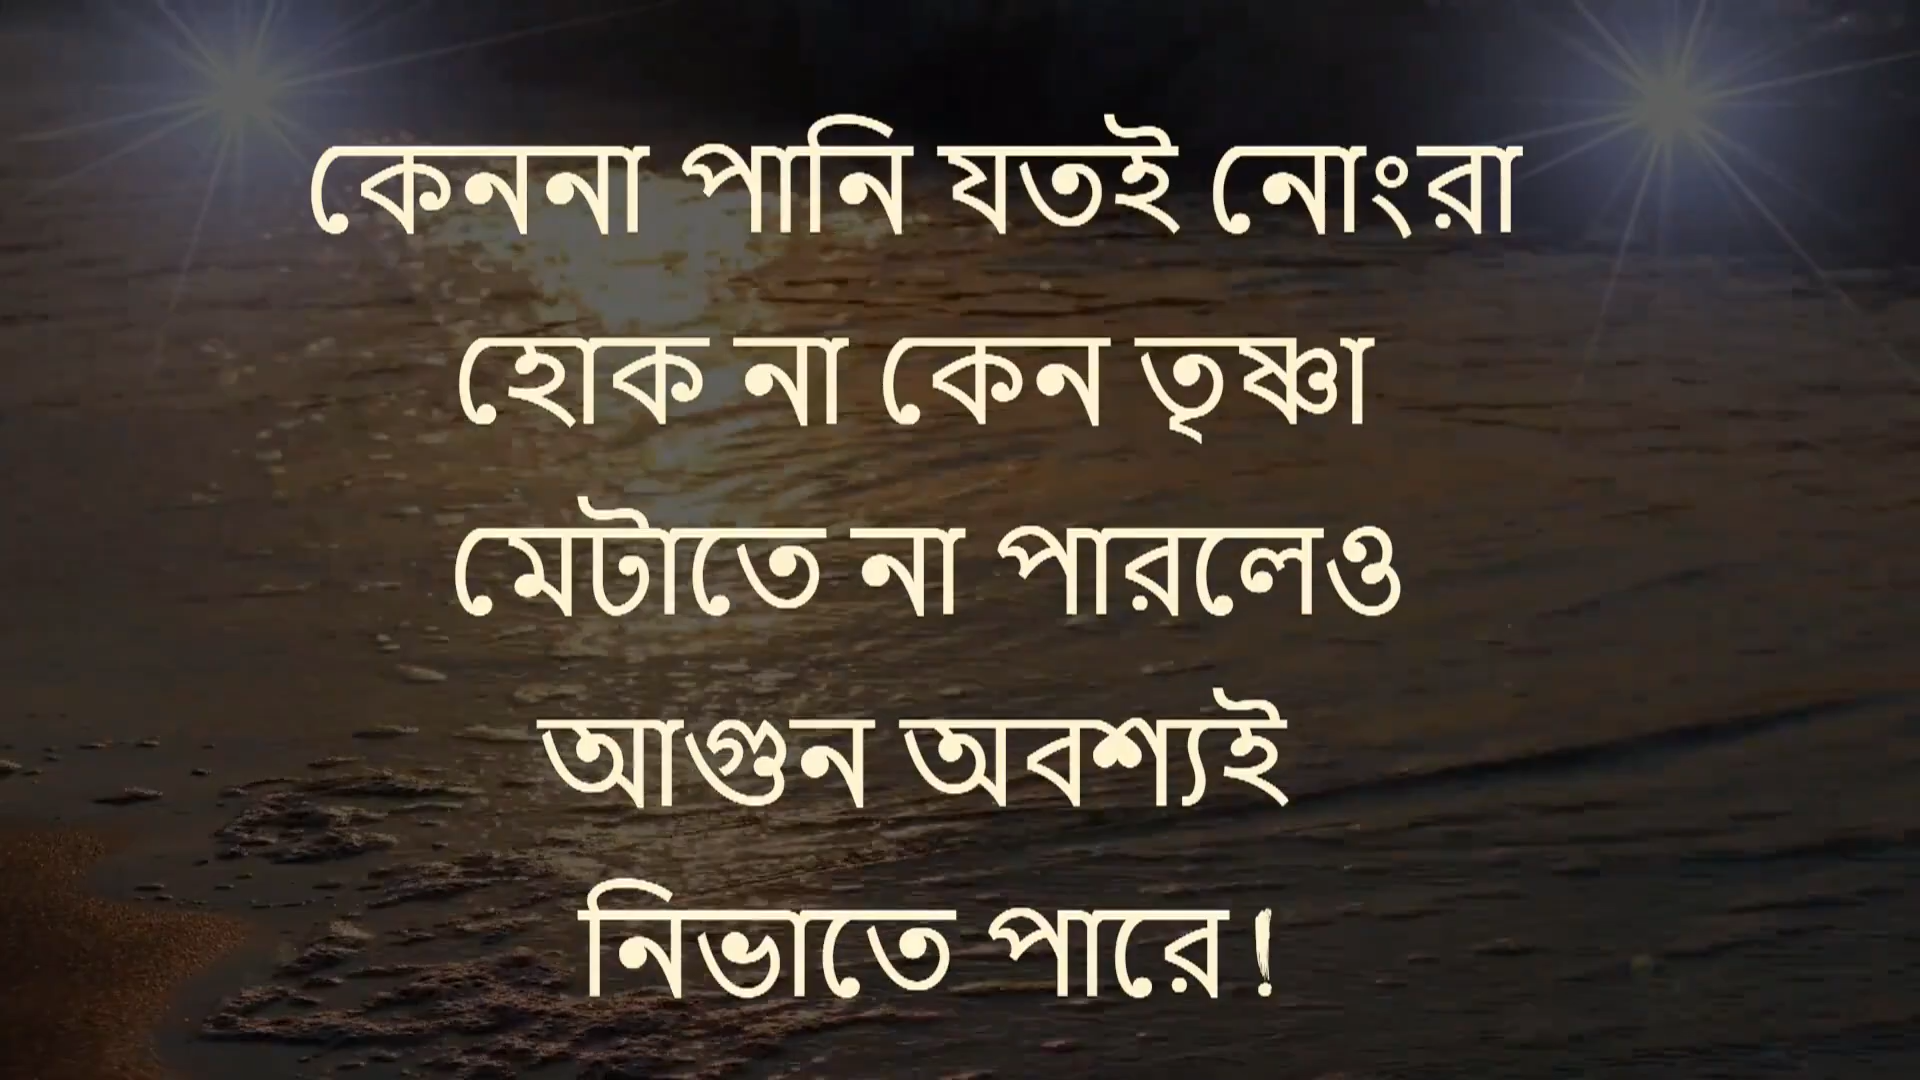 কেননা পানি যতই নোংরা
হোক না কেন তৃষ্ণা
মেটাতে না পারলেও
আগুন অবশ্যই
নিভাতে পারে!